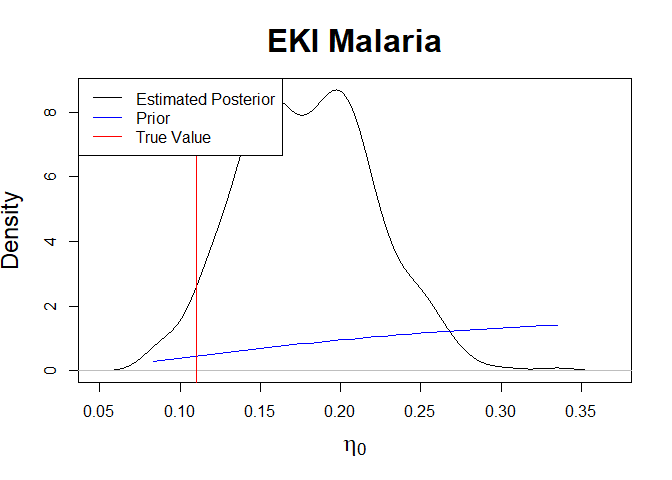 EKI Malaria
Estimated Posterior
Prior
True Value
Density
0 2 4 6 8
0.05 0.10 0.15 0.20 0.25 0.30 0.35
η0